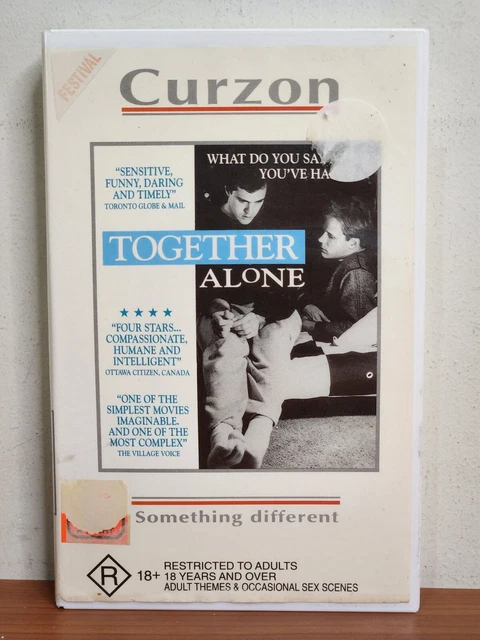 FESTIVAL
Curzon
WHAT DO YOU
YOU'VE
"SENSITIVE,
FUNNY, DARING
AND TIMELY"
TORONTO GLOBE & MAIL
TOGETHER
ALONE
★ ★ ★ ★
"FOUR STARS...
COMPASSIONATE,
HUMANE AND
INTELLIGENT"
OTTAWA CITIZEN, CANADA
"ONE OF THE
SIMPLEST MOVIES
IMAGINABLE.
AND ONE OF THE
MOST COMPLEX"
THE VILLAGE VOICE
Something different
R 18+ RESTRICTED TO ADULTS
18 YEARS AND OVER
ADULT THEMES & OCCASIONAL SEX SCENES